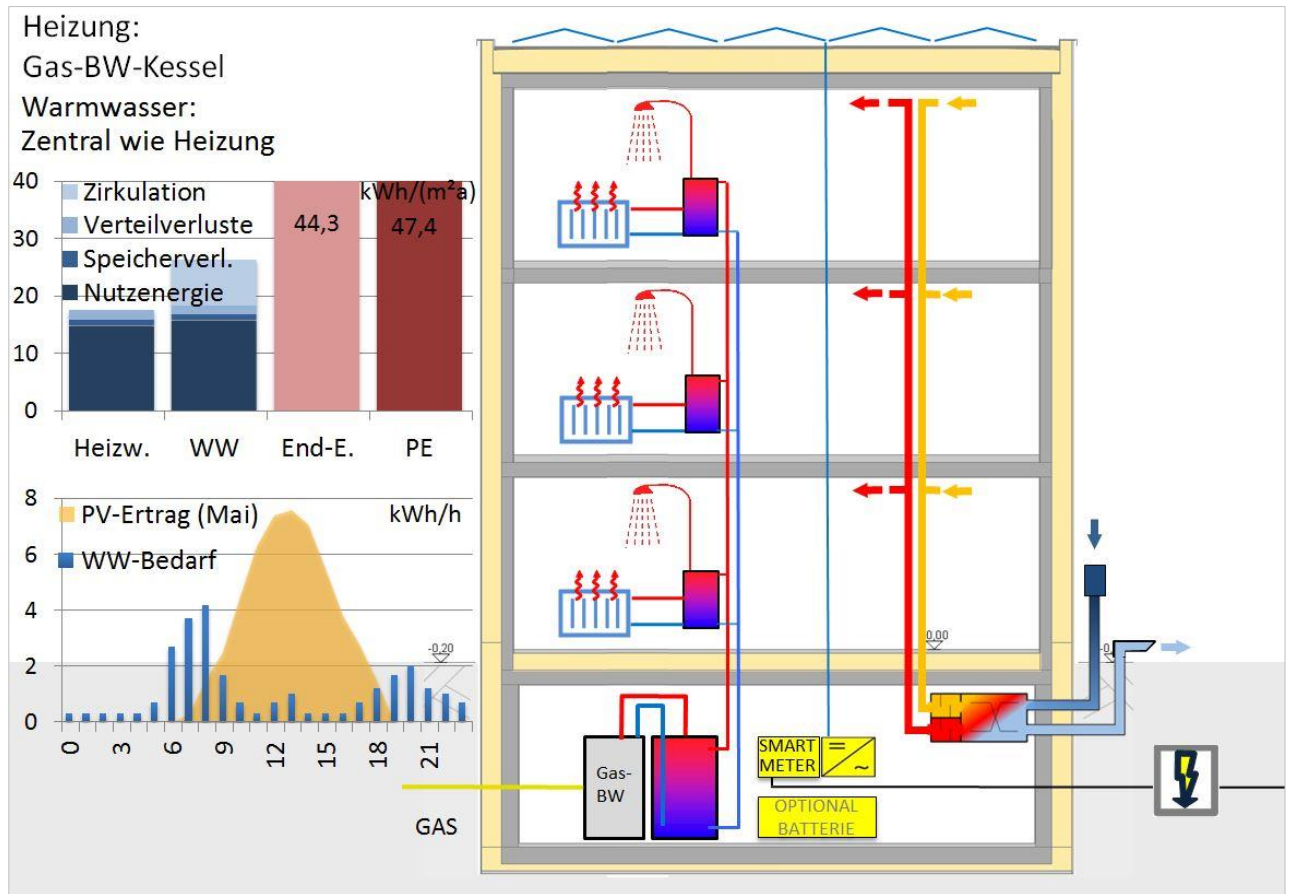 Heizung:
Gas-BW-Kessel
Warmwasser:
Zentral wie Heizung
40
30
20
10
0
Zirkulation
Verteilverluste
Speicherverl.
Nutzenergie
kWh/(m²a)
44,3
47,4
Heizw.
WW
End-E.
PE
8
6
4
2
0
PV-Ertrag (Mai)
kWh/h
WW-Bedarf
-0,20
0
3
6
9
12
15
18
21
0,00
Gas-
BW
GAS
SMART
METER
=
~
OPTIONAL
BATTERIE